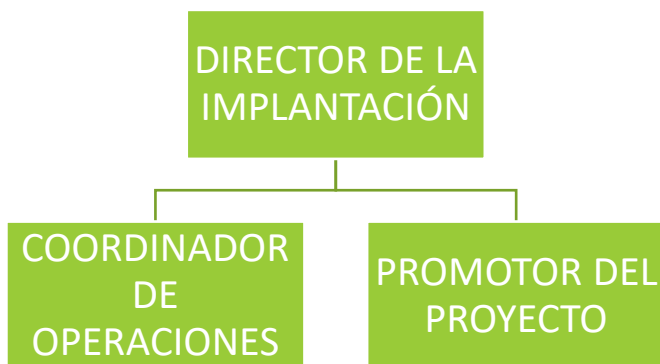 DIRECTOR DE LA
IMPLANTACIÓN
COORDINADOR
DE
OPERACIONES
PROMOTOR DEL
PROYECTO